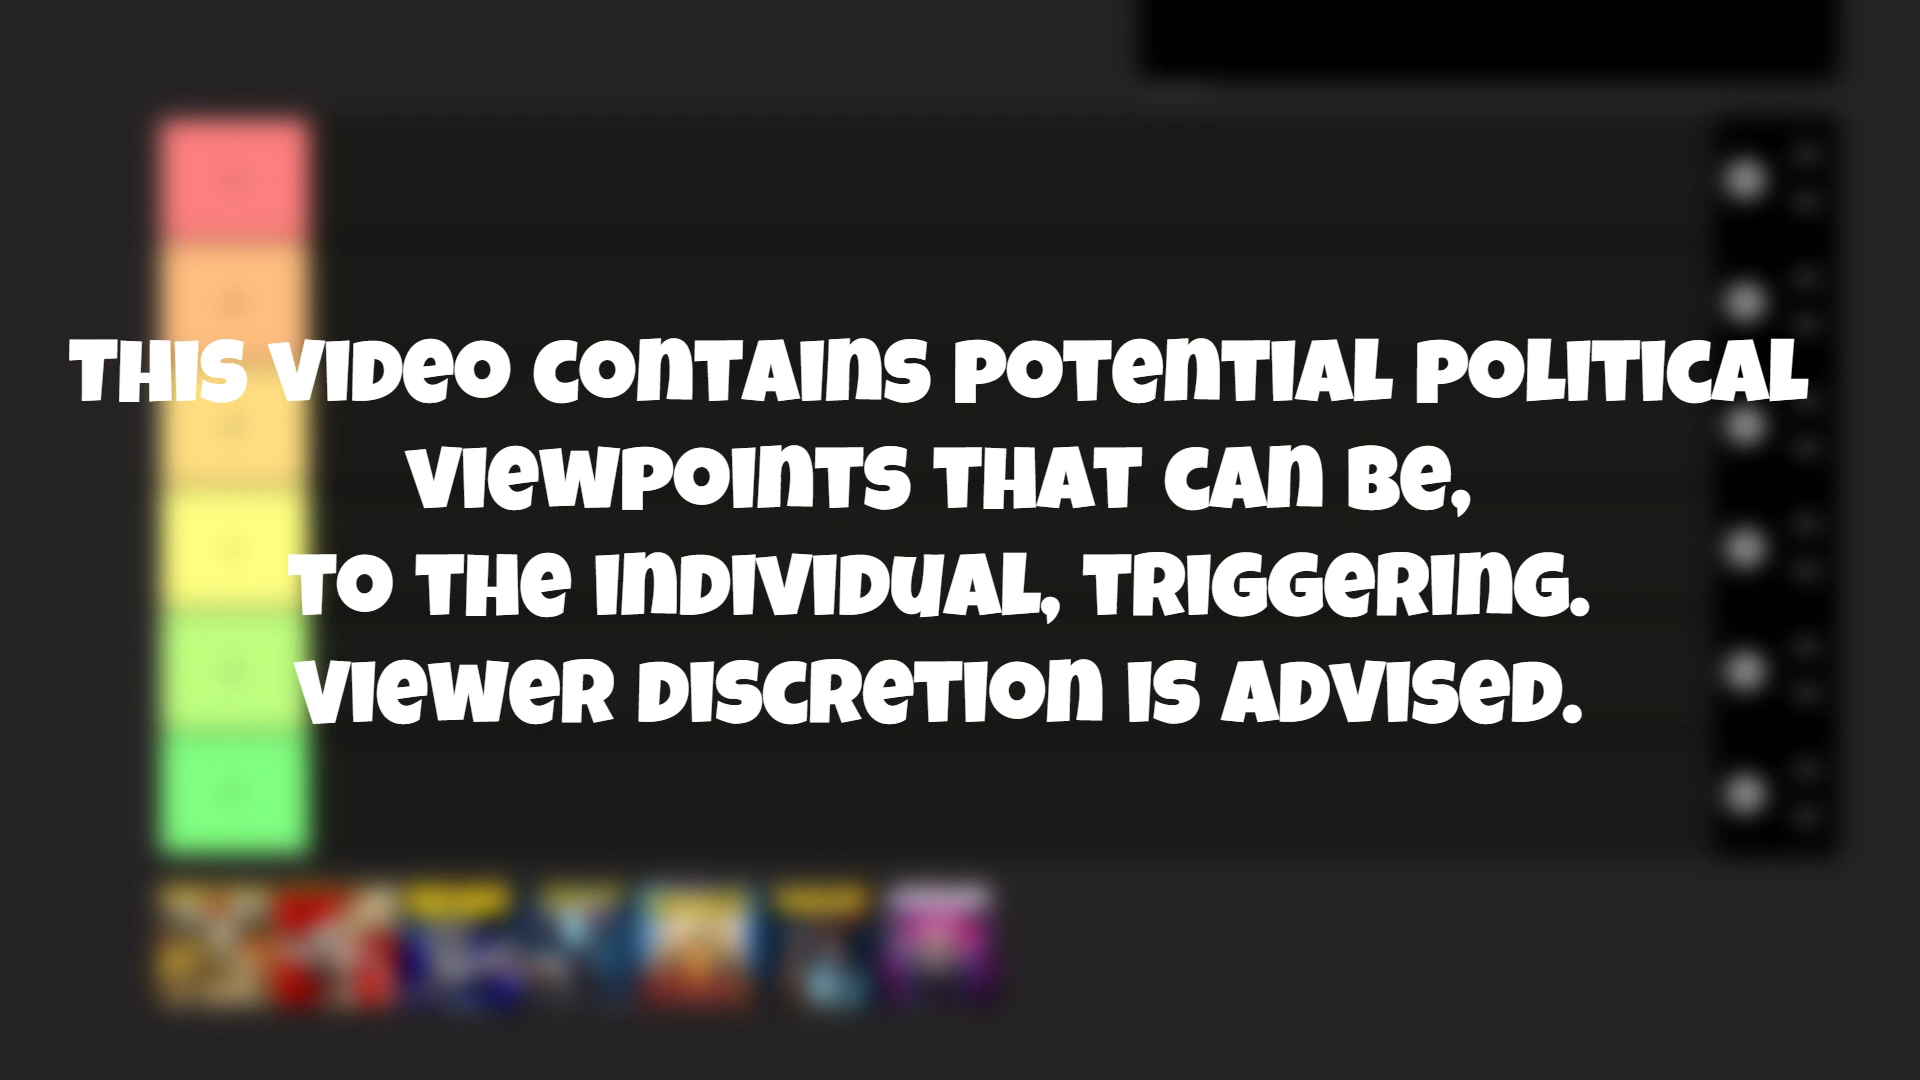 THIS VIDEO CONTAINS POTENTIAL POLITICAL
VIEWPOINTS THAT CAN BE,
TO THE INDIVIDUAL, TRIGGERING.
VIEWER DISCRETION IS ADVISED.